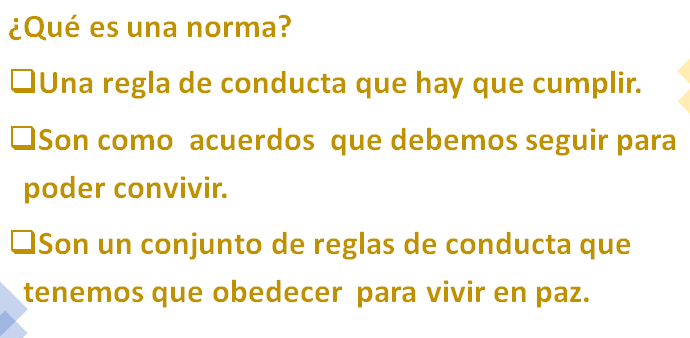 ¿Qué es una norma?
❑Una regla de conducta que hay que cumplir.
❑Son como acuerdos que debemos seguir para
poder convivir.
❑Son un conjunto de reglas de conducta que
tenemos que obedecer para vivir en paz.